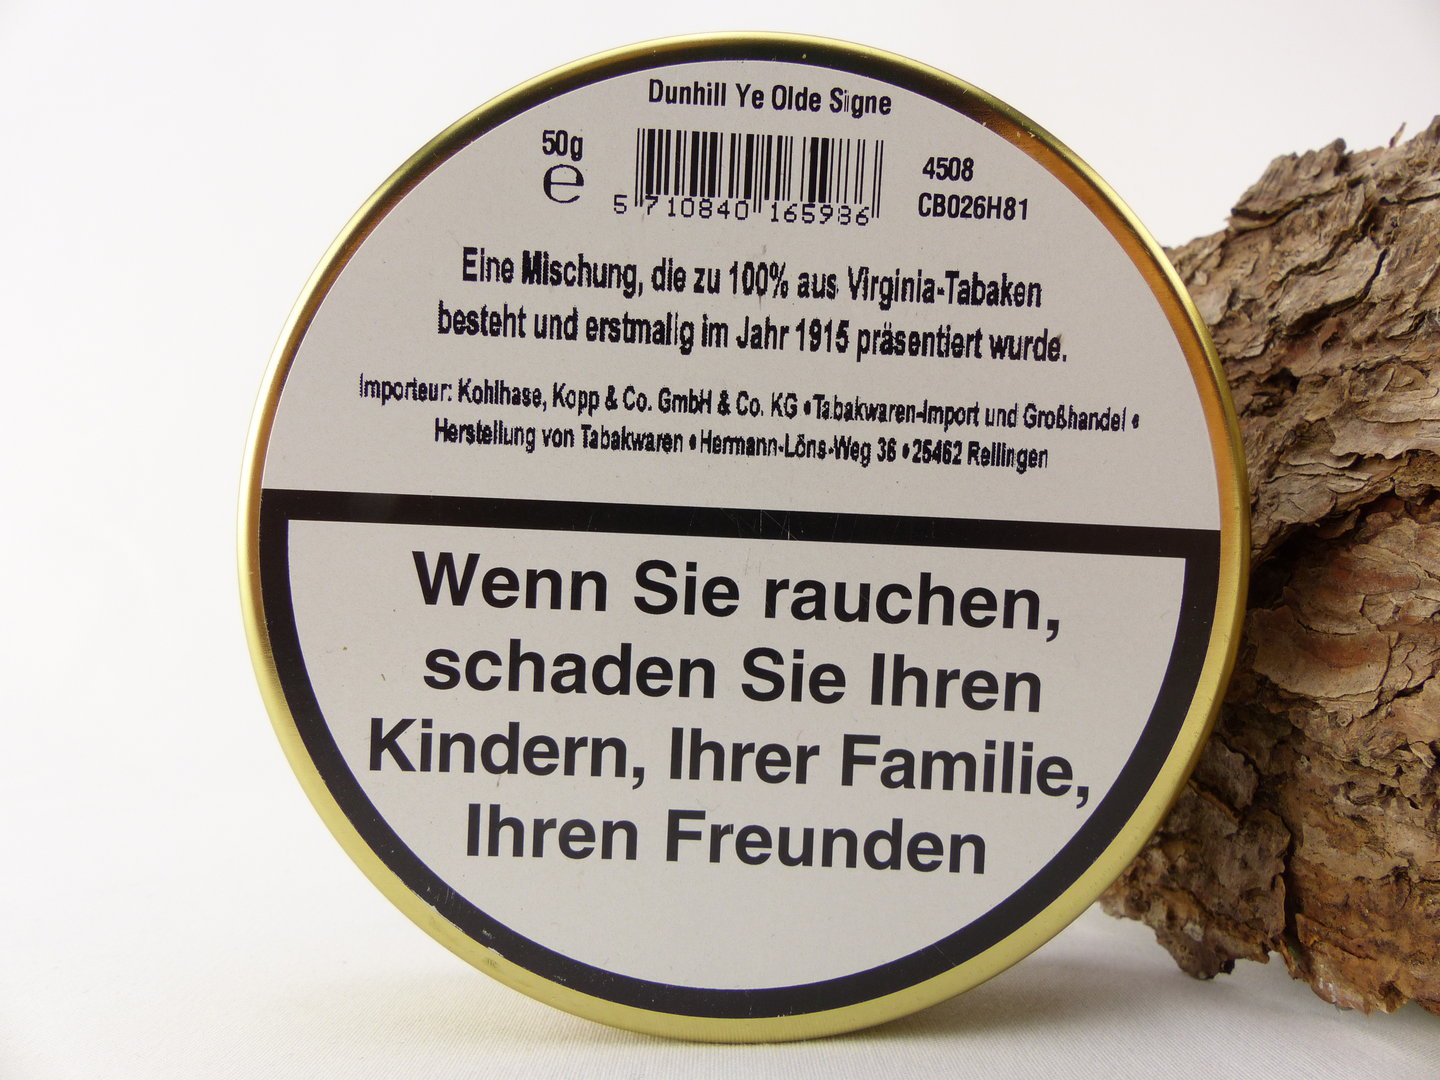 Dunhill Ye Olde Signe
50g
℮
5 710840 165986
4508
CB026H81
Eine Mischung, die zu 100% aus Virginia-Tabaken
besteht und erstmalig im Jahr 1915 präsentiert wurde.
Importeur: Kohlhase, Kopp & Co. GmbH & Co. KG • Tabakwaren-Import und Großhandel •
Herstellung von Tabakwaren • Hermann-Löns-Weg 36 • 25462 Rellingen
Wenn Sie rauchen,
schaden Sie Ihren
Kindern, Ihrer Familie,
Ihren Freunden